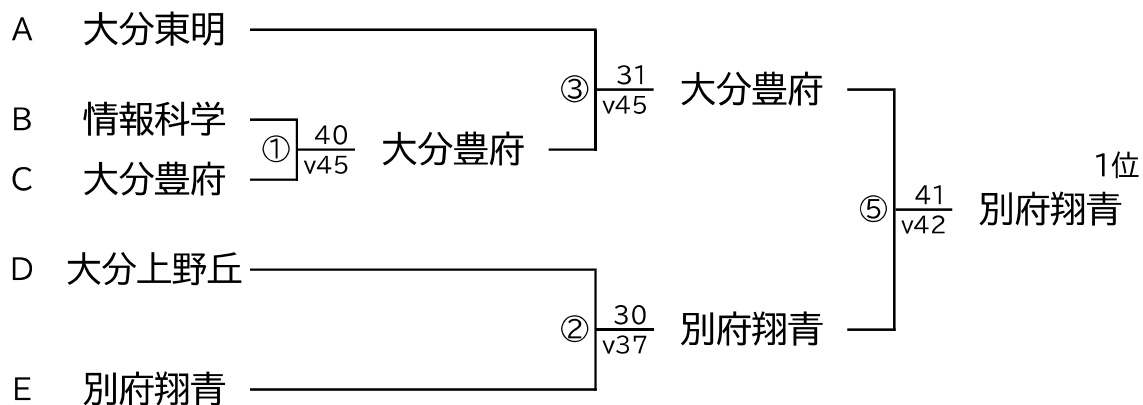 A 大分東明
③ 31
v45
大分豊府
B 情報科学
① 40
v45
大分豊府
C 大分豊府
1位
⑤ 41
v42
別府翔青
D 大分上野丘
② 30
v37
別府翔青
E 別府翔青